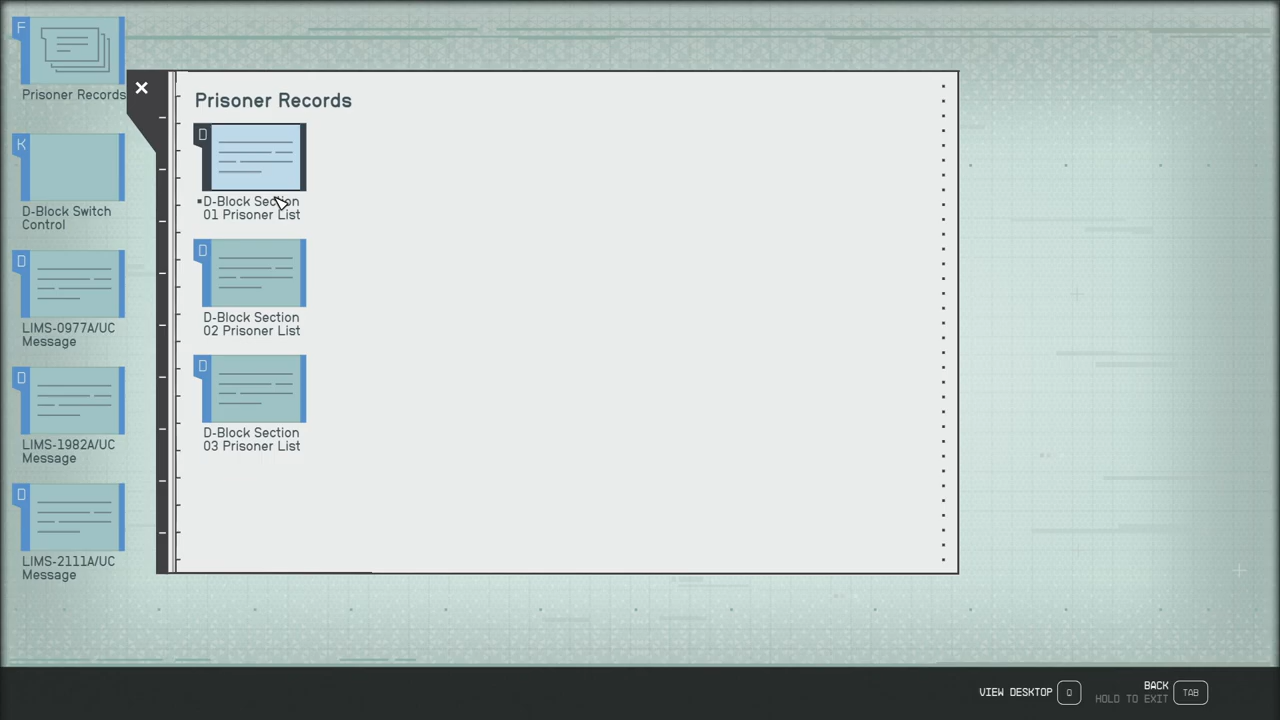 F
Prisoner Records
K
D-Block Switch
Control
D
LIMS-0977A/UC
Message
D
LIMS-1982A/UC
Message
D
LIMS-2111A/UC
Message
Prisoner Records
D
D-Block Section
01 Prisoner List
D
D-Block Section
02 Prisoner List
D
D-Block Section
03 Prisoner List
VIEW DESKTOP Q
BACK
HOLD TO EXIT TAB